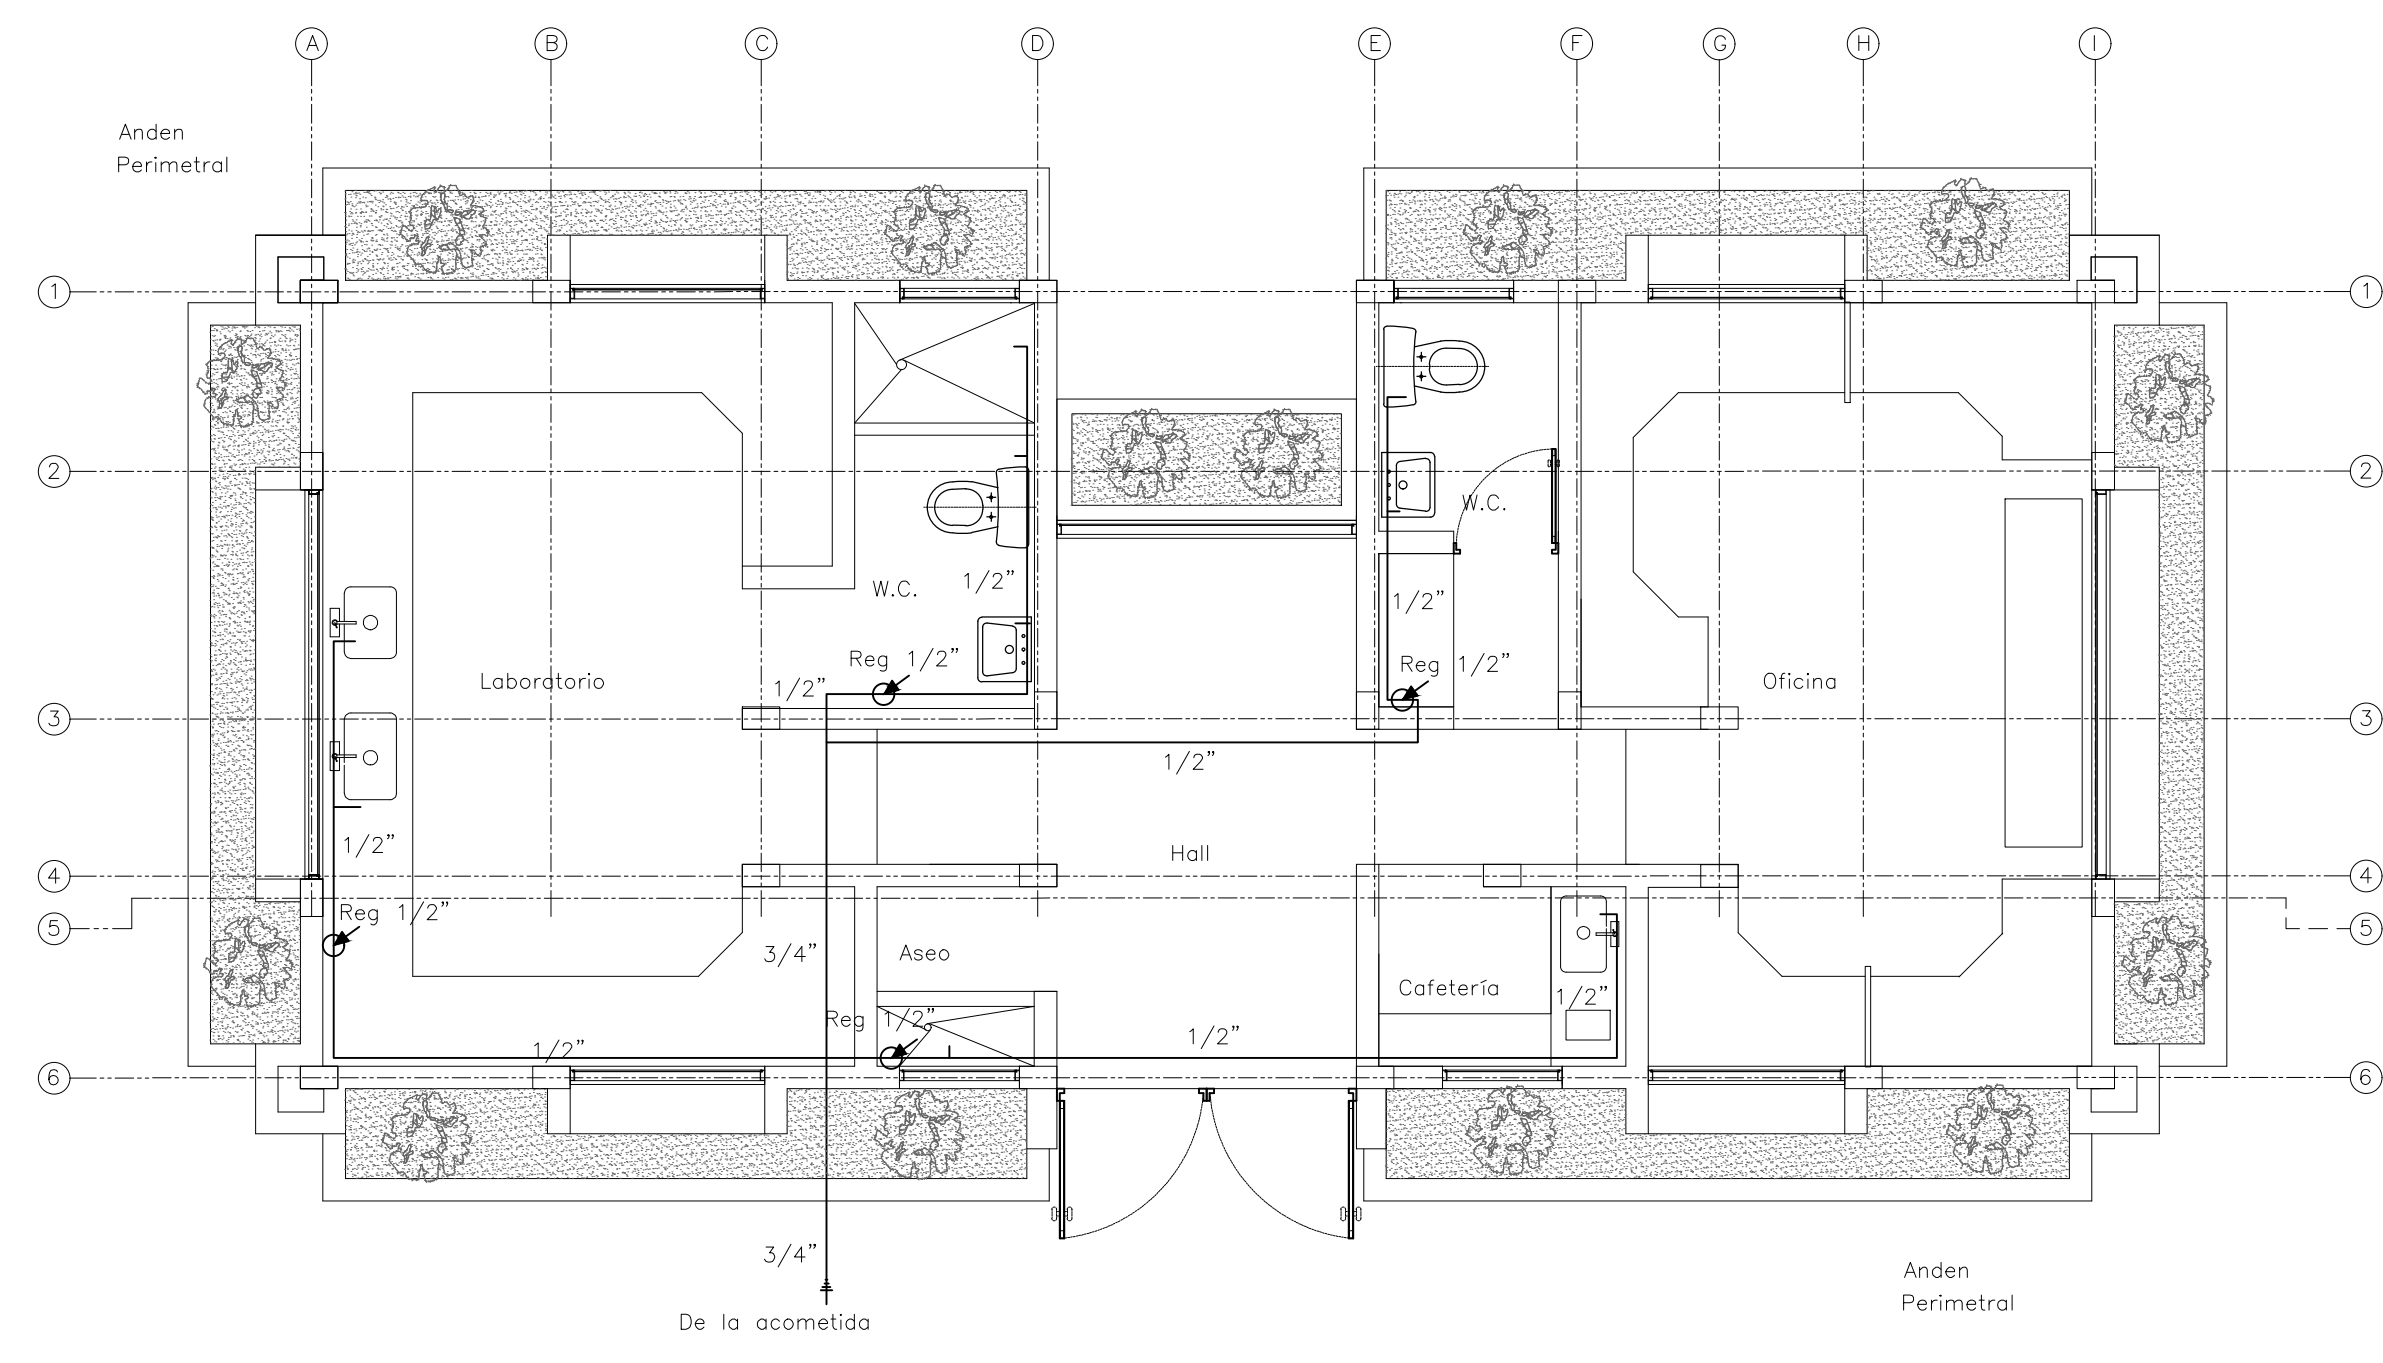 A B C D E F G H I
Anden
Perimetral
1 1
2 2
W.C.
1/2"
W.C.
1/2"
Reg 1/2"
Reg 1/2"
Laboratorio
1/2"
Oficina
3 3
1/2"
1/2"
Hall
4 4
Reg 1/2"
5 5
3/4"
Aseo
Cafetería
1/2"
Reg 1/2"
1/2"
1/2"
6 6
3/4"
Anden
Perimetral
De la acometida